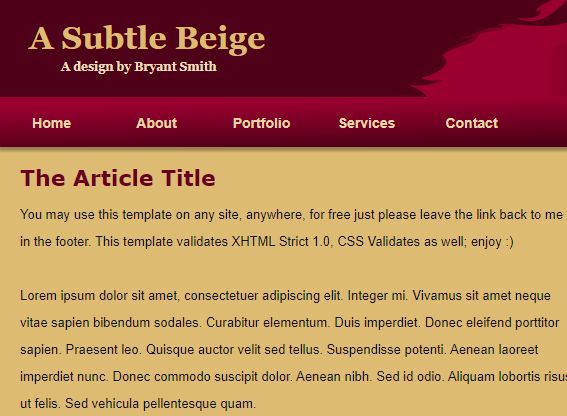 A Subtle Beige
A design by Bryant Smith
Home About Portfolio Services Contact
The Article Title
You may use this template on any site, anywhere, for free just please leave the link back to me
in the footer. This template validates XHTML Strict 1.0, CSS Validates as well; enjoy :)
Lorem ipsum dolor sit amet, consectetuer adipiscing elit. Integer mi. Vivamus sit amet neque
vitae sapien bibendum sodales. Curabitur elementum. Duis imperdiet. Donec eleifend porttitor
sapien. Praesent leo. Quisque auctor velit sed tellus. Suspendisse potenti. Aenean laoreet
imperdiet nunc. Donec commodo suscipit dolor. Aenean nibh. Sed id odio. Aliquam lobortis
ut felis. Sed vehicula pellentesque quam.